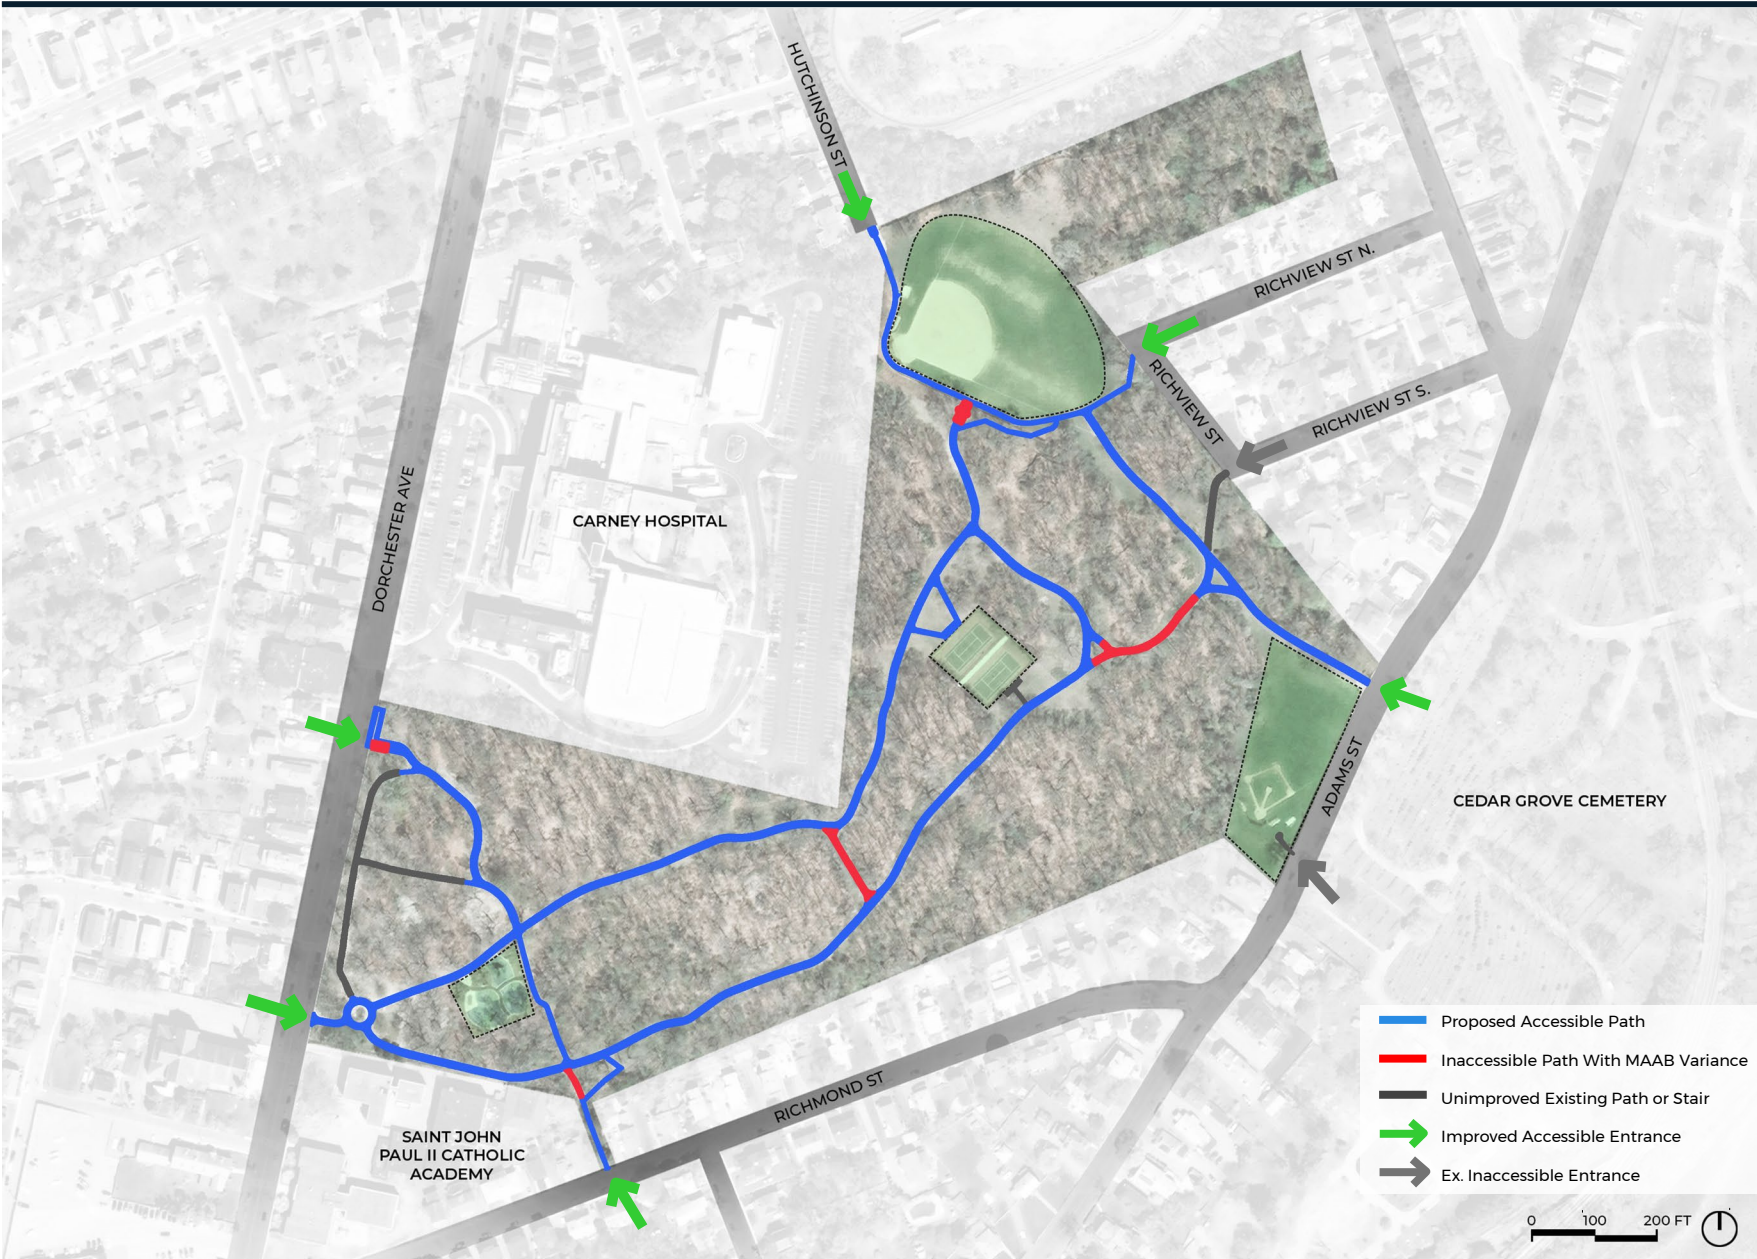 HUTCHINSON ST
RICHVIEW ST N.
RICHVIEW ST
RICHVIEW ST S.
DORCHESTER AVE
CARNEY HOSPITAL
ADAMS ST
CEDAR GROVE CEMETERY
RICHMOND ST
SAINT JOHN
PAUL II CATHOLIC
ACADEMY
Proposed Accessible Path
Inaccessible Path With MAAB Variance
Unimproved Existing Path or Stair
Improved Accessible Entrance
Ex. Inaccessible Entrance
0 100 200 FT